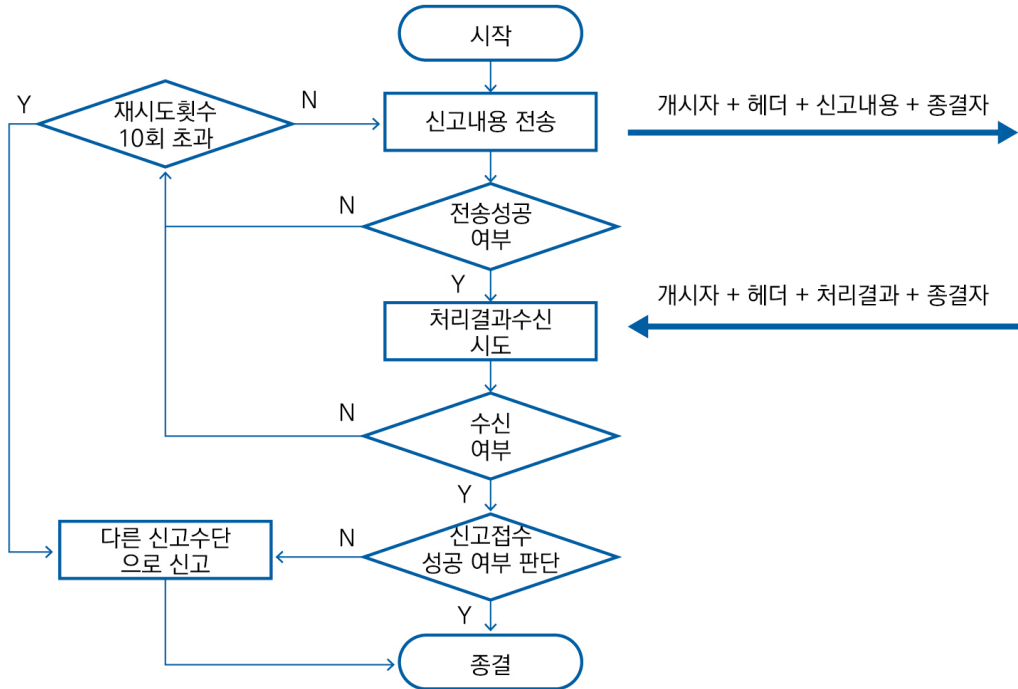 시작
Y
재시도횟수
10회 초과
N
신고내용 전송
개시자 + 헤더 + 신고내용 + 종결자
N
전송성공
여부
Y
개시자 + 헤더 + 처리결과 + 종결자
처리결과수신
시도
N
수신
여부
Y
다른 신고수단
으로 신고
N
신고접수
성공 여부 판단
Y
종결